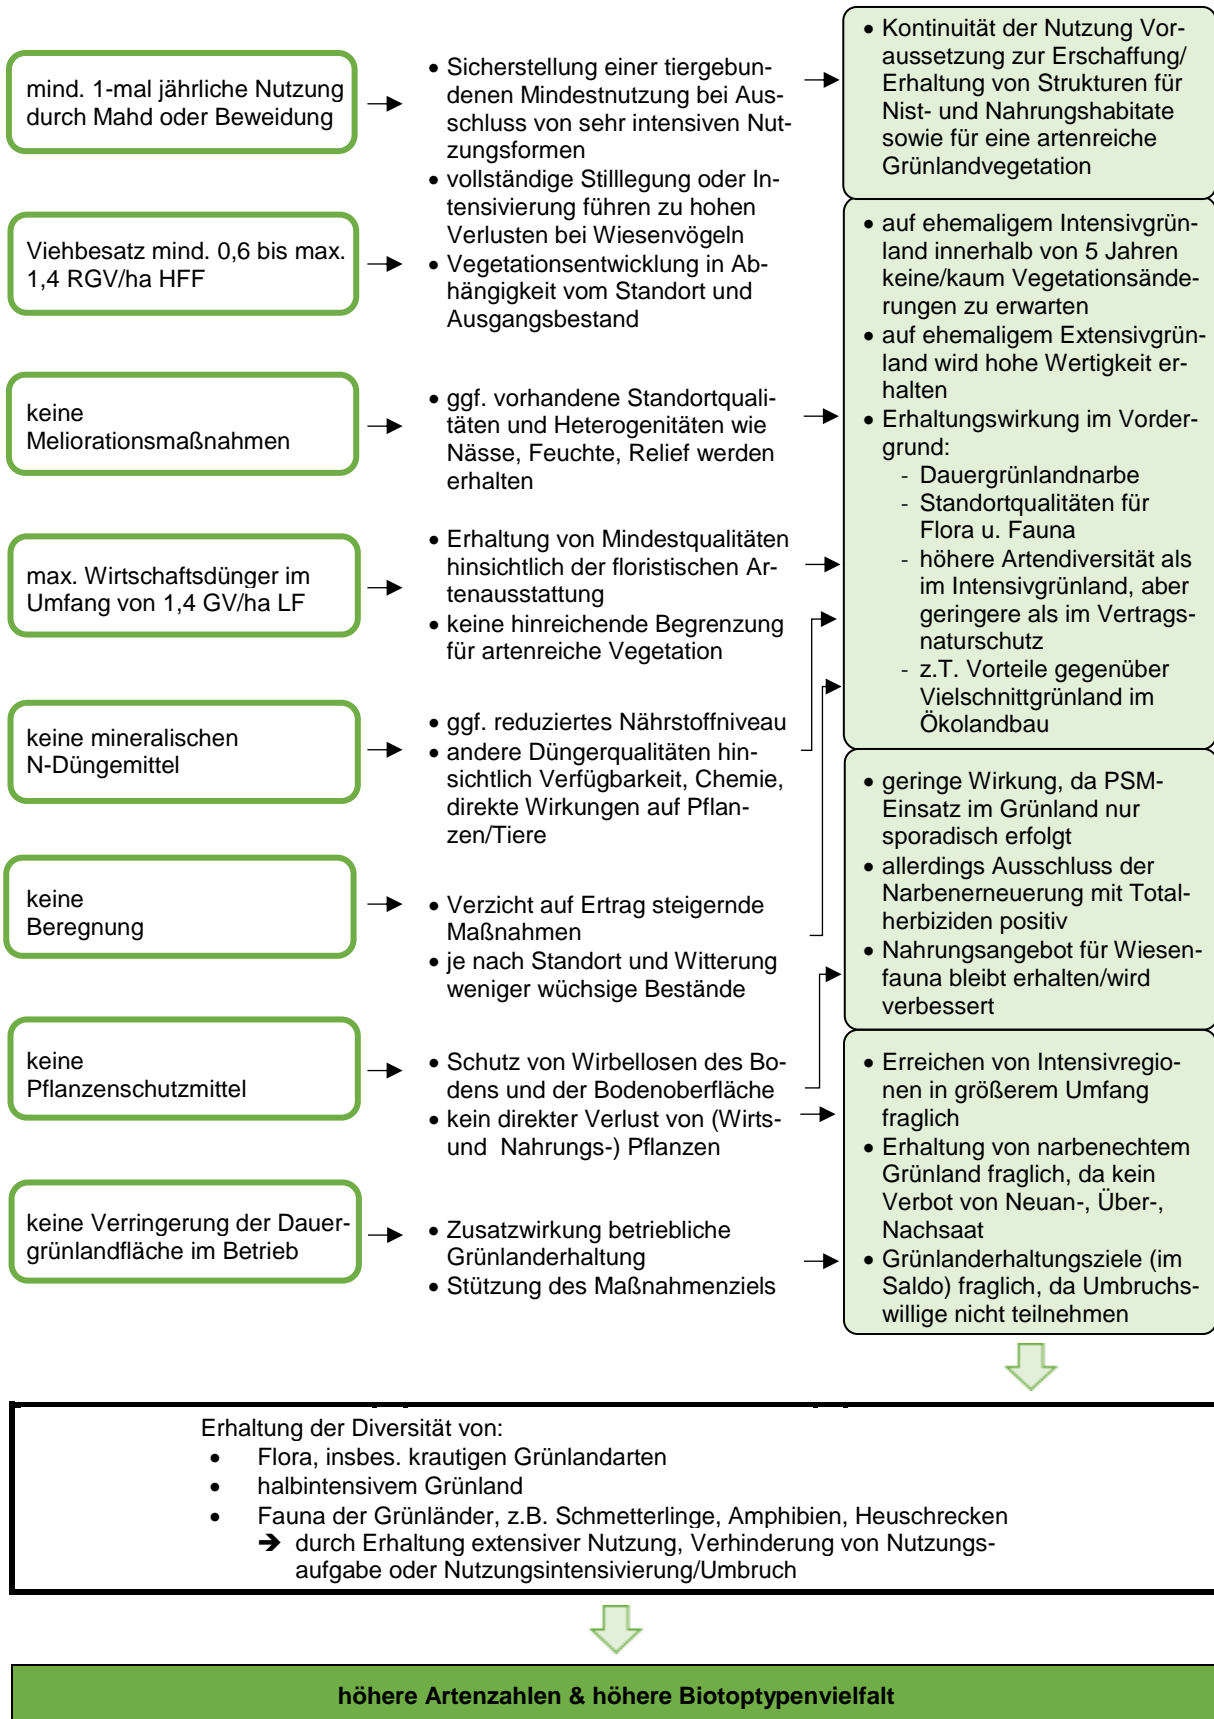 mind. 1-mal jährliche Nutzung
durch Mahd oder Beweidung
Viehbesatz mind. 0,6 bis max.
1,4 RGV/ha HFF
keine
Meliorationsmaßnahmen
max. Wirtschaftsdünger im
Umfang von 1,4 GV/ha LF
keine mineralischen
N-Düngemittel
keine
Beregnung
keine
Pflanzenschutzmittel
keine Verringerung der Dauer-
grünlandfläche im Betrieb
• Sicherstellung einer tiergebun-
denen Mindestnutzung bei Aus-
schluss von sehr intensiven Nut-
zungsformen
• vollständige Stilllegung oder In-
tensivierung führen zu hohen
Verlusten bei Wiesenvögeln
• Vegetationsentwicklung in Ab-
hängigkeit vom Standort und
Ausgangsbestand
• ggf. vorhandene Standortquali-
täten und Heterogenitäten wie
Nässe, Feuchte, Relief werden
erhalten
• Erhaltung von Mindestqualitäten
hinsichtlich der floristischen Ar-
tenausstattung
• keine hinreichende Begrenzung
für artenreiche Vegetation
• ggf. reduziertes Nährstoffniveau
• andere Düngerqualitäten hin-
sichtlich Verfügbarkeit, Chemie,
direkte Wirkungen auf Pflan-
zen/Tiere
• Verzicht auf Ertrag steigernde
Maßnahmen
• je nach Standort und Witterung
weniger wüchsige Bestände
• Schutz von Wirbellosen des Bo-
dens und der Bodenoberfläche
• kein direkter Verlust von (Wirts-
und Nahrungs-) Pflanzen
• Zusatzwirkung betriebliche
Grünlanderhaltung
• Stützung des Maßnahmenziels
• Kontinuität der Nutzung Vor-
aussetzung zur Erschaffung/
Erhaltung von Strukturen für
Nist- und Nahrungshabitate
sowie für eine artenreiche
Grünlandvegetation
• auf ehemaligem Intensivgrün-
land innerhalb von 5 Jahren
keine/kaum Vegetationsände-
rungen zu erwarten
• auf ehemaligem Extensivgrün-
land wird hohe Wertigkeit er-
halten
• Erhaltungswirkung im Vorder-
grund:
- Dauergrünlandnarbe
- Standortqualitäten für
Flora u. Fauna
- höhere Artendiversität als
im Intensivgrünland, aber
geringere als im Vertrags-
naturschutz
- z.T. Vorteile gegenüber
Vielschnittgrünland im
Ökolandbau
• geringe Wirkung, da PSM-
Einsatz im Grünland nur
sporadisch erfolgt
• allerdings Ausschluss der
Narbenerneuerung mit Total-
herbiziden positiv
• Nahrungsangebot für Wiesen-
fauna bleibt erhalten/wird
verbessert
• Erreichen von Intensivregio-
nen in größerem Umfang
fraglich
• Erhaltung von narbenechtem
Grünland fraglich, da kein
Verbot von Neuan-, Über-,
Nachsaat
• Grünlanderhaltungsziele (im
Saldo) fraglich, da Umbruchs-
willige nicht teilnehmen
Erhaltung der Diversität von:
• Flora, insbes. krautigen Grünlandarten
• halbintensivem Grünland
• Fauna der Grünländer, z.B. Schmetterlinge, Amphibien, Heuschrecken
➔ durch Erhaltung extensiver Nutzung, Verhinderung von Nutzungs-
aufgabe oder Nutzungsintensivierung/Umbruch
höhere Artenzahlen & höhere Biotoptypenvielfalt